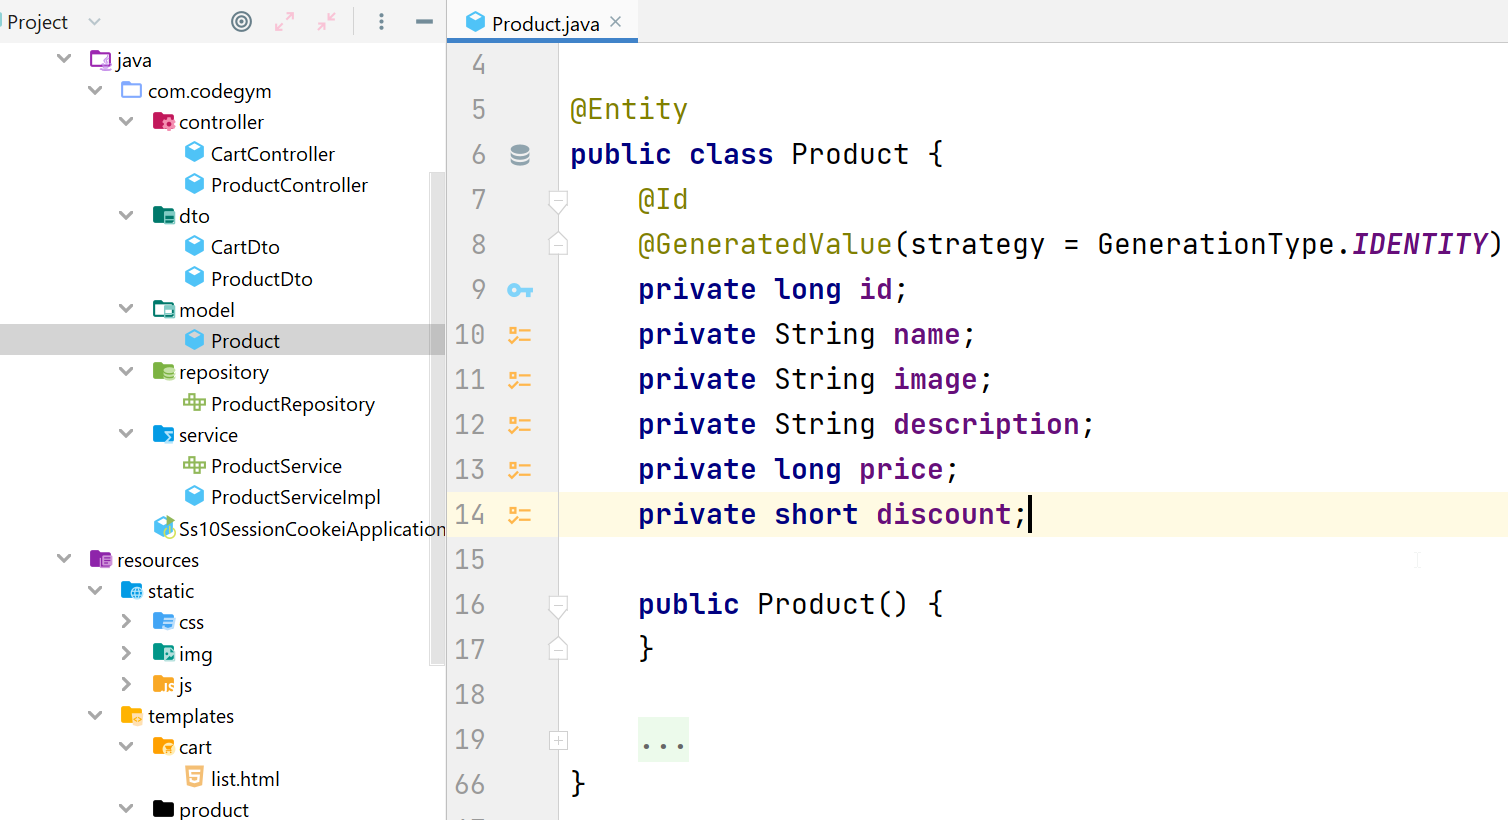 Project
Product.java
java
com.codegym
controller
CartController
ProductController
dto
CartDto
ProductDto
model
Product
repository
ProductRepository
service
ProductService
ProductServiceImpl
Ss10SessionCookeiApplication
resources
static
css
img
js
templates
cart
list.html
product
4
5 @Entity
6 public class Product {
7 @Id
8 @GeneratedValue(strategy = GenerationType.IDENTITY)
9 private long id;
10 private String name;
11 private String image;
12 private String description;
13 private long price;
14 private short discount;
15
16 public Product() {
17 }
18
19 ...
66 }